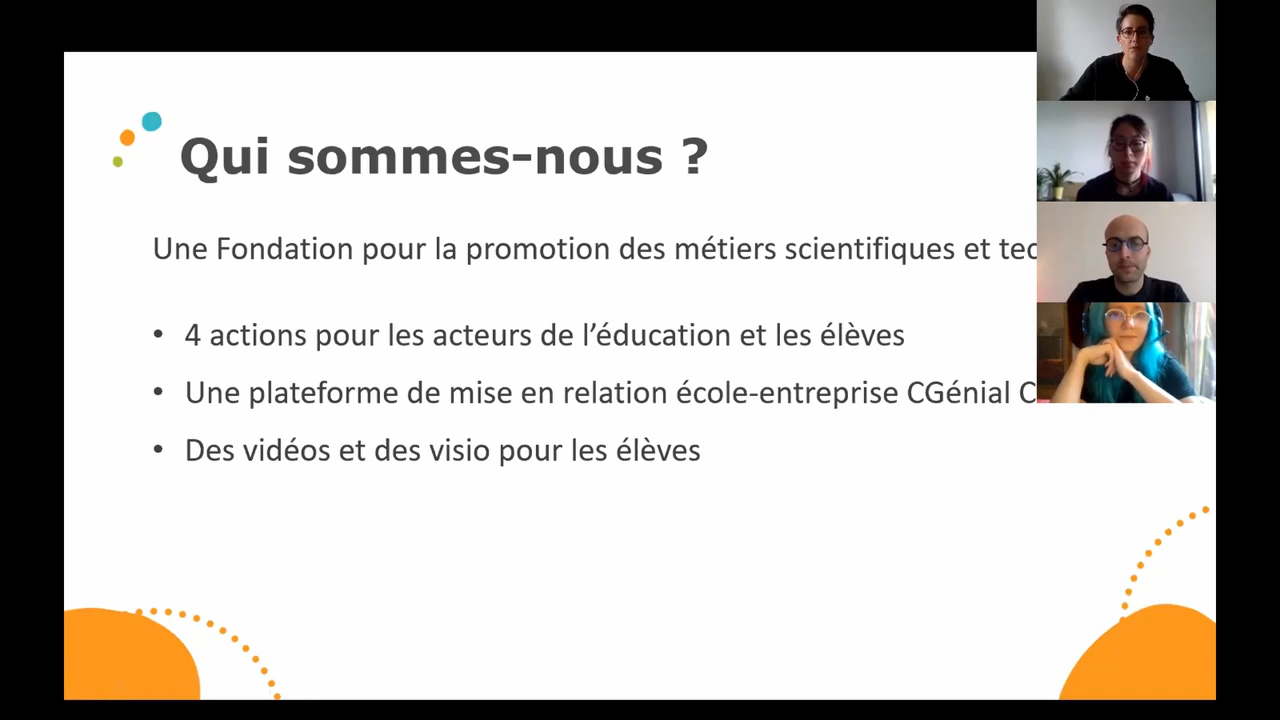 Qui sommes-nous ?
Une Fondation pour la promotion des métiers scientifiques et
• 4 actions pour les acteurs de l’éducation et les élèves
• Une plateforme de mise en relation école-entreprise CGénial
• Des vidéos et des visio pour les élèves